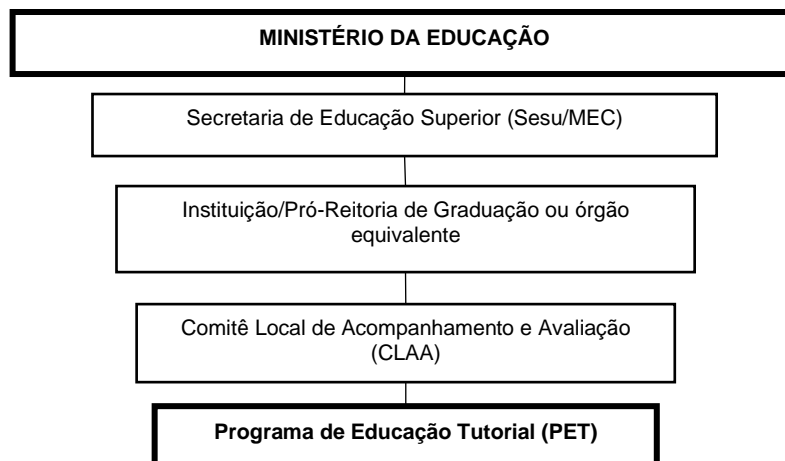 MINISTÉRIO DA EDUCAÇÃO
Secretaria de Educação Superior (Sesu/MEC)
Instituição/Pró-Reitoria de Graduação ou órgão
equivalente
Comitê Local de Acompanhamento e Avaliação
(CLAA)
Programa de Educação Tutorial (PET)